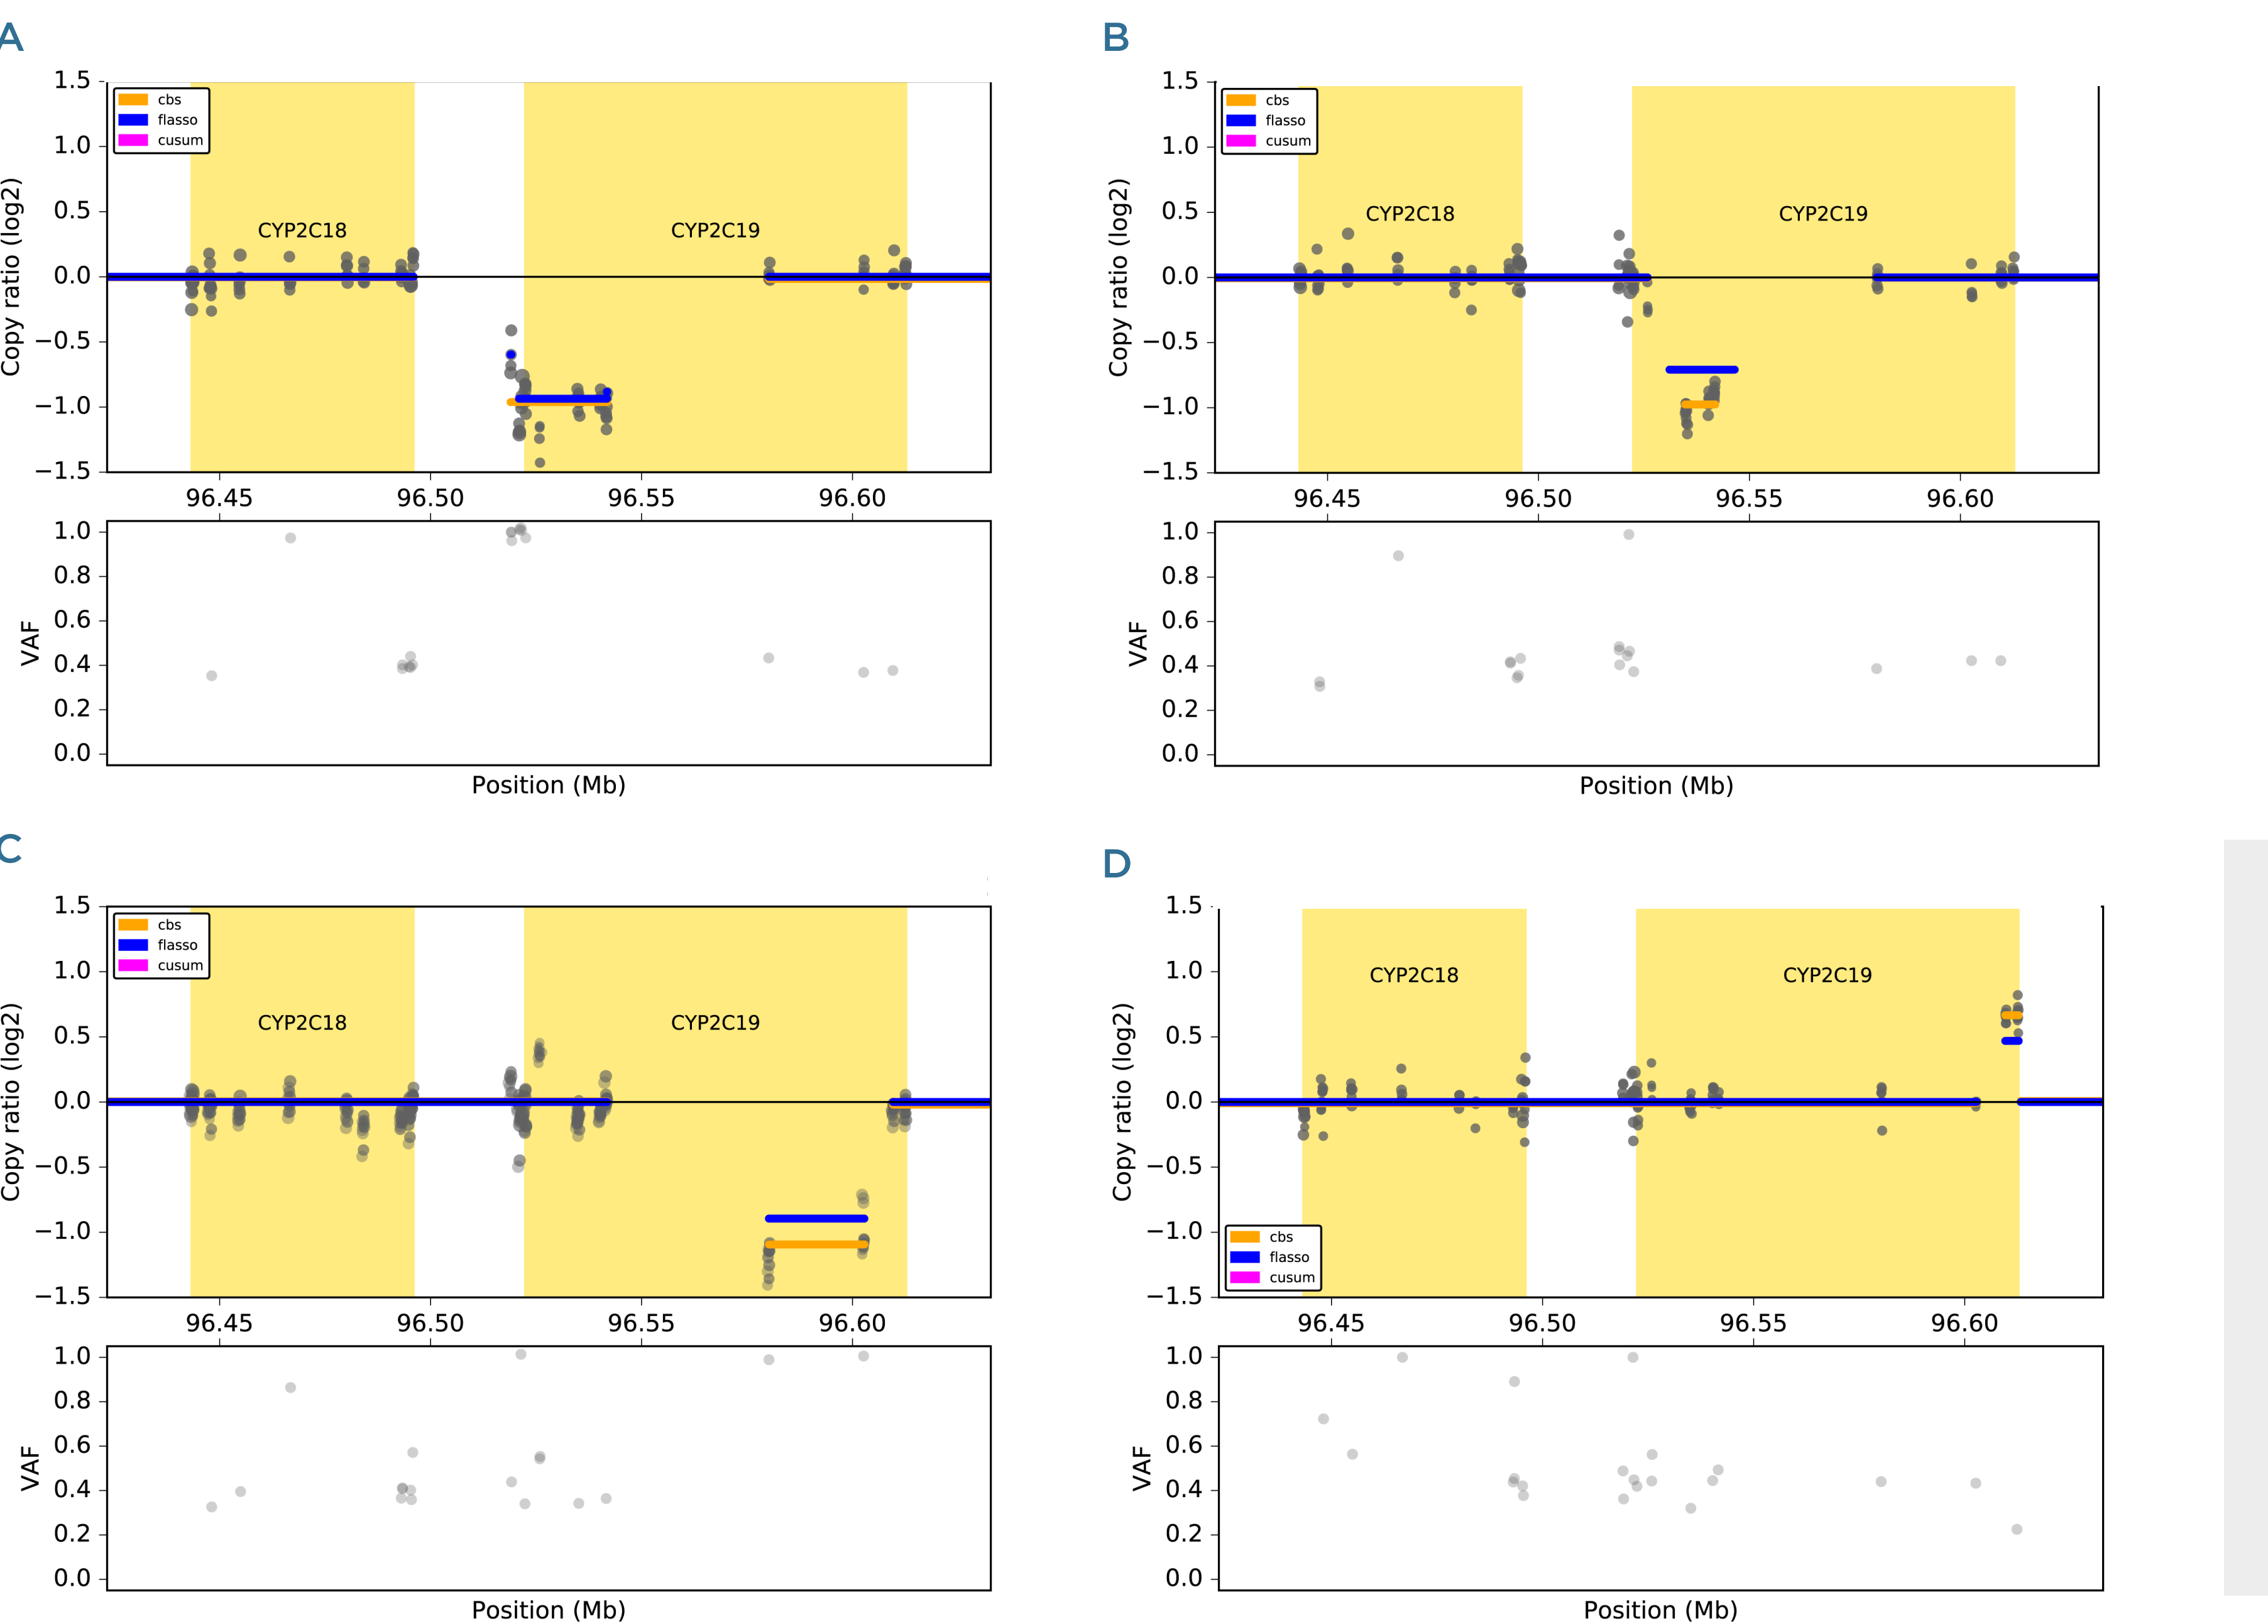 A
1.5
1.0
0.5
0.0
−0.5
−1.0
−1.5
Copy ratio (log2)
cbs
flasso
cusum
CYP2C18
CYP2C19
96.45 96.50 96.55 96.60
1.0
0.8
0.6
0.4
0.2
0.0
VAF
Position (Mb)
B
1.5
1.0
0.5
0.0
−0.5
−1.0
−1.5
Copy ratio (log2)
cbs
flasso
cusum
CYP2C18
CYP2C19
96.45 96.50 96.55 96.60
1.0
0.8
0.6
0.4
0.2
0.0
VAF
Position (Mb)
C
1.5
1.0
0.5
0.0
−0.5
−1.0
−1.5
Copy ratio (log2)
cbs
flasso
cusum
CYP2C18
CYP2C19
96.45 96.50 96.55 96.60
1.0
0.8
0.6
0.4
0.2
0.0
VAF
Position (Mb)
D
1.5
1.0
0.5
0.0
−0.5
−1.0
−1.5
Copy ratio (log2)
CYP2C18
CYP2C19
cbs
flasso
cusum
96.45 96.50 96.55 96.60
1.0
0.8
0.6
0.4
0.2
0.0
VAF
Position (Mb)